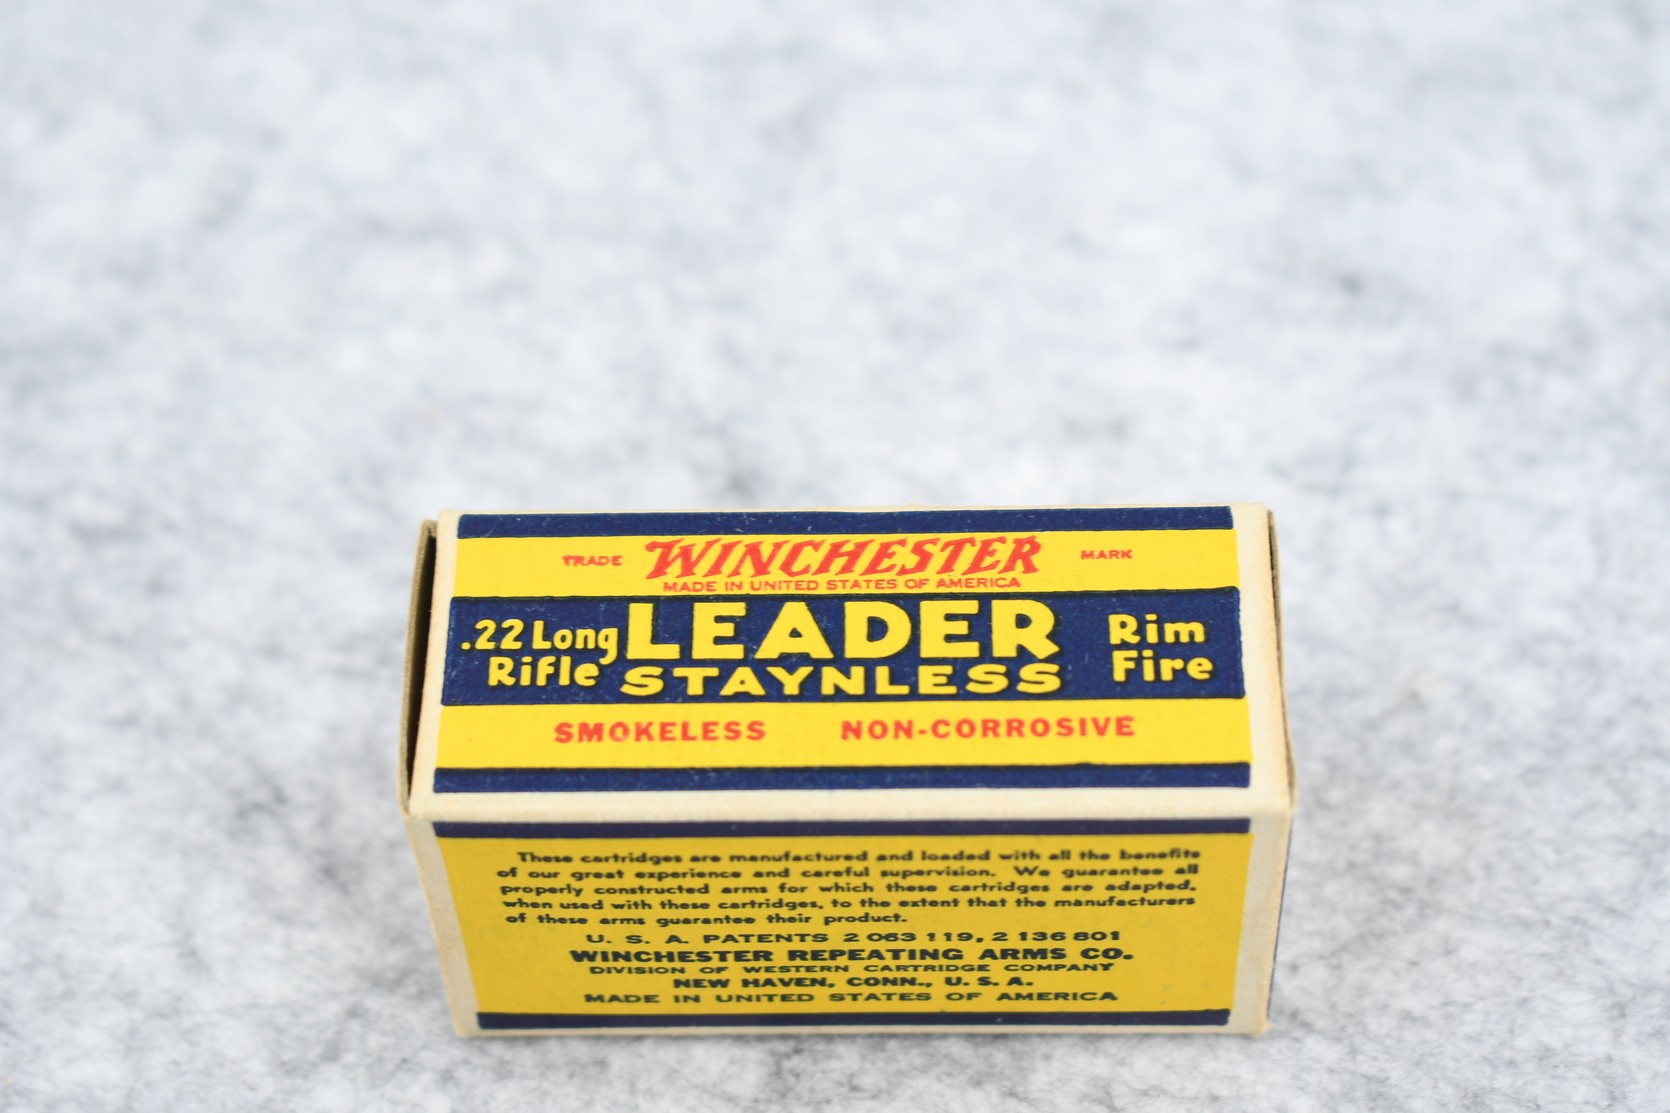 TRADE WINCHESTER MARK
MADE IN UNITED STATES OF AMERICA
.22 Long Rifle LEADER Rim Fire
STAYNLESS
SMOKELESS NON-CORROSIVE
These cartridges are manufactured and loaded with all the benefits
of our great experience and careful supervision. We guarantee all
properly constructed arms for which these cartridges are adapted,
when used with these cartridges, to the extent that the manufacturers
of these arms guarantee their product.
U. S. A. PATENTS 2 063 119, 2 136 801
WINCHESTER REPEATING ARMS CO.
DIVISION OF WESTERN CARTRIDGE COMPANY
NEW HAVEN, CONN., U. S. A.
MADE IN UNITED STATES OF AMERICA